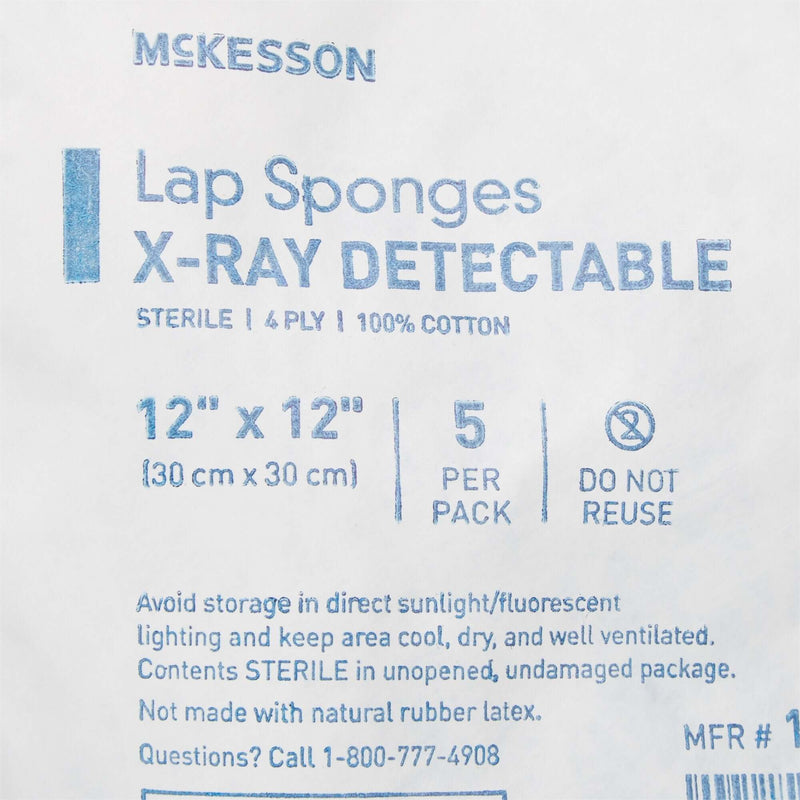 McKESSON
Lap Sponges
X-RAY DETECTABLE
STERILE | 4 PLY | 100% COTTON
12" x 12"
(30 cm x 30 cm)
5
PER
PACK
2
DO NOT
REUSE
Avoid storage in direct sunlight/fluorescent
lighting and keep area cool, dry, and well ventilated.
Contents STERILE in unopened, undamaged package.
Not made with natural rubber latex.
Questions? Call 1-800-777-4908
MFR # 1